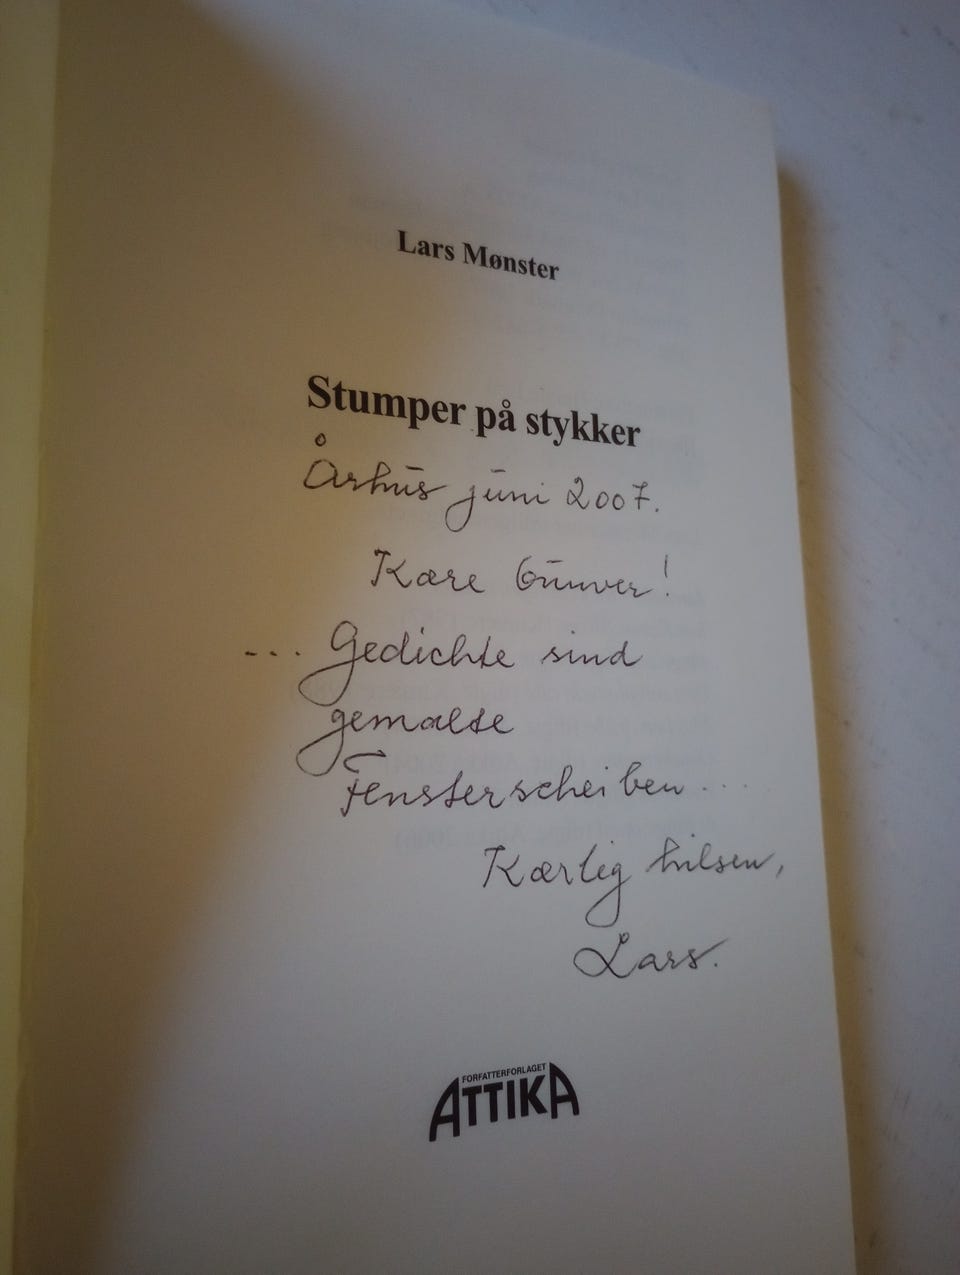 Lars Mønster
Stumper på stykker
Århus juni 2007.
Kære Gunver!
... Gedichte sind
gemalte
Fensterscheiben ....
Kærlig hilsen,
Lars.
FORFATTERFORLAGET
ATTIKA